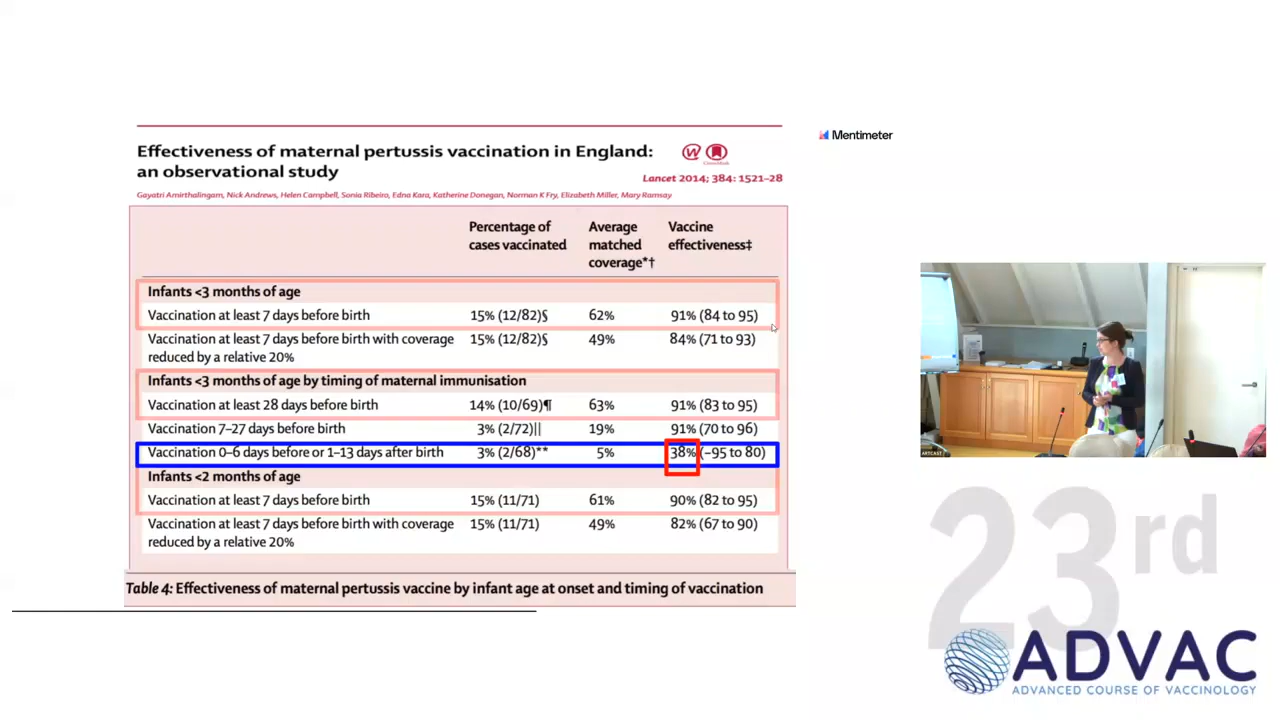 Mentimeter
Effectiveness of maternal pertussis vaccination in England:
an observational study
Lancet 2014; 384: 1521–28
Gayatri Amirthalingam, Nick Andrews, Helen Campbell, Sonia Ribeiro, Edna Kara, Katherine Donegan, Norman K Fry, Elizabeth Miller, Mary Ramsay
Percentage of cases vaccinated
Average matched coverage*†
Vaccine effectiveness‡
Infants <3 months of age
Vaccination at least 7 days before birth 15% (12/82)§ 62% 91% (84 to 95)
Vaccination at least 7 days before birth with coverage 15% (12/82)§ 49% 84% (71 to 93)
reduced by a relative 20%
Infants <3 months of age by timing of maternal immunisation
Vaccination at least 28 days before birth 14% (10/69)¶ 63% 91% (83 to 95)
Vaccination 7–27 days before birth 3% (2/72)|| 19% 91% (70 to 96)
Vaccination 0–6 days before or 1–13 days after birth 3% (2/68)** 5% 38% (–95 to 80)
Infants <2 months of age
Vaccination at least 7 days before birth 15% (11/71) 61% 90% (82 to 95)
Vaccination at least 7 days before birth with coverage 15% (11/71) 49% 82% (67 to 90)
reduced by a relative 20%
Table 4: Effectiveness of maternal pertussis vaccine by infant age at onset and timing of vaccination
23rd
ADVAC
ADVANCED COURSE OF VACCINOLOGY